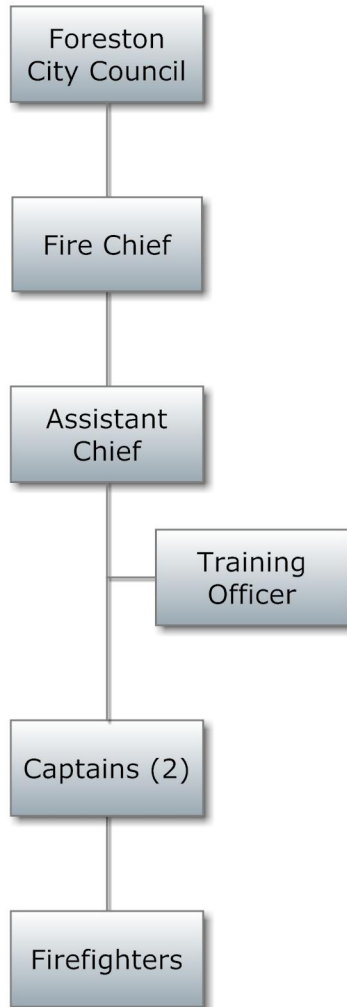 Foreston
City Council
Fire Chief
Assistant
Chief
Training
Officer
Captains (2)
Firefighters